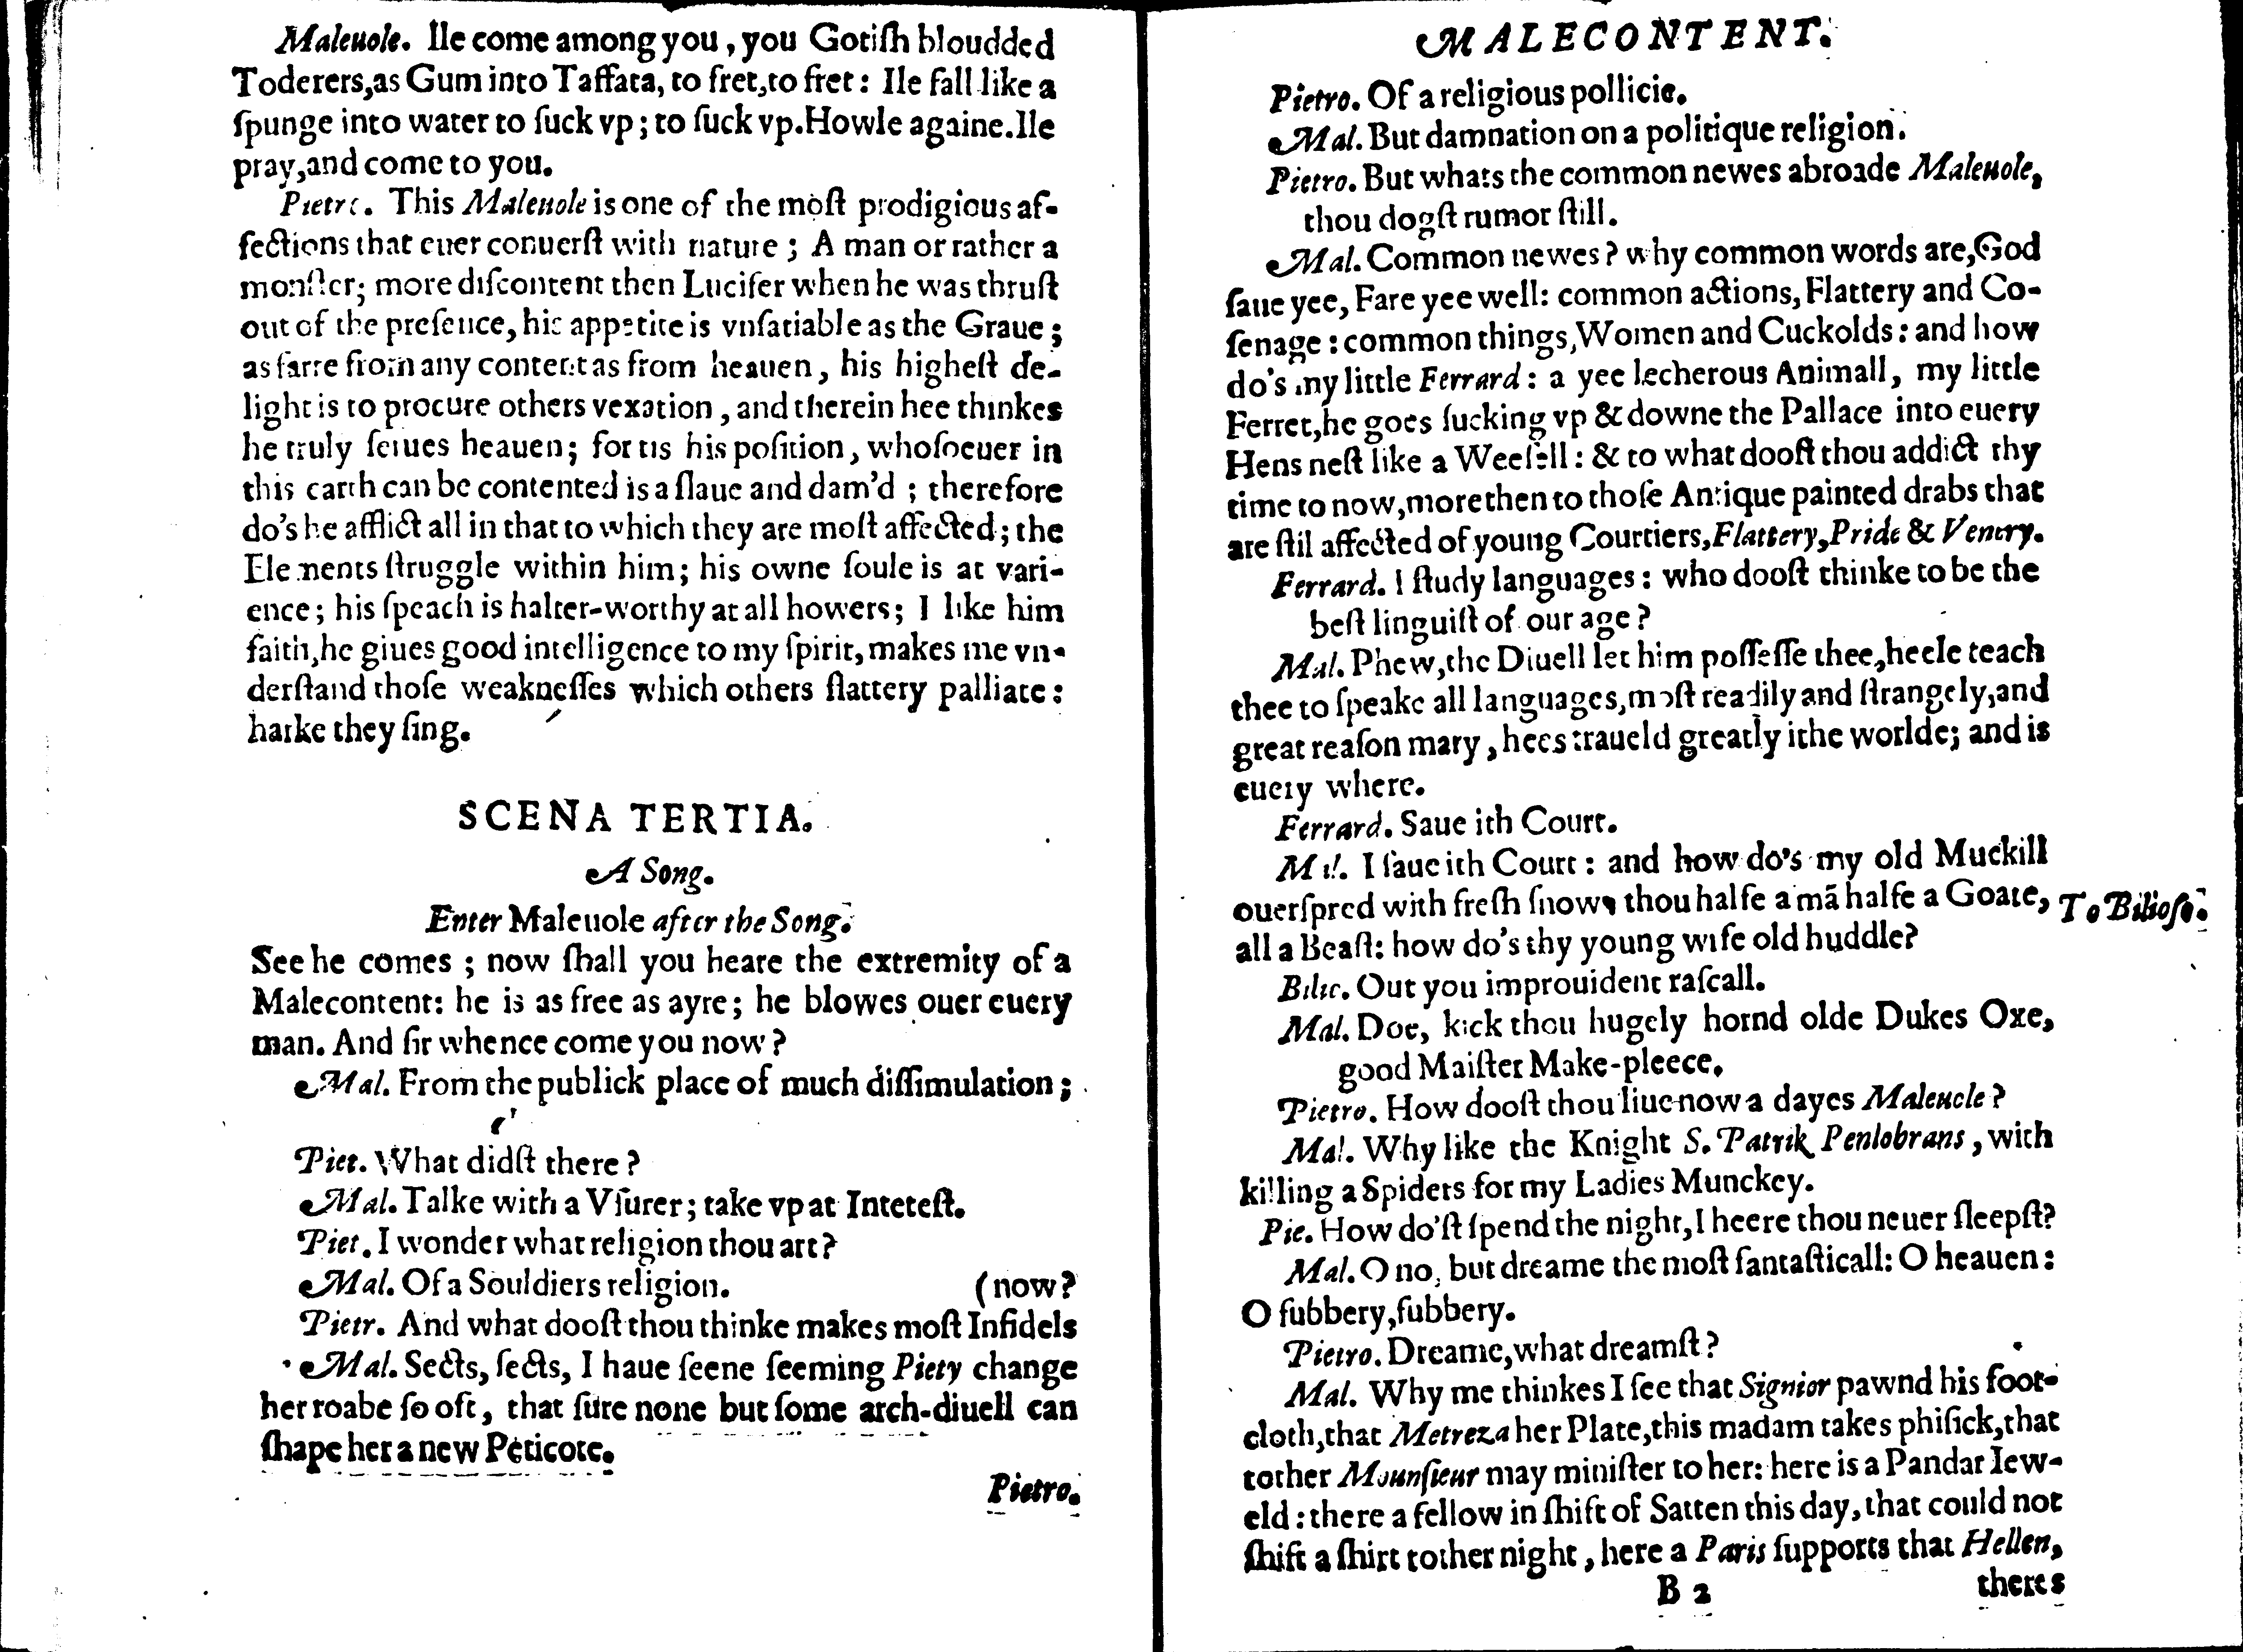 Maleuole. Ile come among you, you Gotiſh bloudded
Toderers, as Gum into Taffata, to fret, to fret: Ile fall like a
ſpunge into water to ſuck vp; to ſuck vp. Howle againe. Ile
pray, and come to you.
Pietro. This Maleuole is one of the moſt prodigious af-
fections that euer conuerſt with nature; A man or rather a
monſter; more diſcontent then Lucifer when he was thruſt
out of the preſence, his appetite is vnſatiable as the Graue;
as farre from any content as from heauen, his higheſt de-
light is to procure others vexation, and therein hee thinkes
he truly ſerues heauen; for tis his poſition, whoſoeuer in
this earth can be contented is a ſlaue and dam'd; therefore
do's he afflict all in that to which they are moſt affected; the
Elements ſtruggle within him; his owne ſoule is at vari-
ence; his ſpeach is halter-worthy at all howers; I like him
faith, he giues good intelligence to my ſpirit, makes me vn-
derſtand thoſe weakneſſes which others flattery palliate:
harke they ſing.
SCENA TERTIA.
A Song.
Enter Maleuole after the Song.
See he comes; now ſhall you heare the extremity of a
Malecontent: he is as free as ayre; he blowes ouer euery
man. And ſir whence come you now?
Mal. From the publick place of much diſſimulation;
Piet. What didſt there?
Mal. Talke with a Vſurer; take vp at Inteteſt.
Piet. I wonder what religion thou art?
Mal. Of a Souldiers religion. (now?
Pietr. And what dooſt thou thinke makes moſt Infidels
Mal. Sects, ſects, I haue ſeene ſeeming Piety change
her roabe ſo oft, that ſure none but ſome arch-diuell can
ſhape her a new Peticote.
Pietro.
MALECONTENT.
Pietro. Of a religious pollicie.
Mal. But damnation on a politique religion.
Pietro. But whats the common newes abroade Maleuole,
thou dogſt rumor ſtill.
Mal. Common newes? why common words are, God
ſaue yee, Fare yee well: common actions, Flattery and Co-
ſenage: common things, Women and Cuckolds: and how
do's my little Ferrard: a yee lecherous Animall, my little
Ferret, he goes ſucking vp & downe the Pallace into euery
Hens neſt like a Weeſell: & to what dooſt thou addict thy
time to now, more then to thoſe Antique painted drabs that
are ſtil affected of young Courtiers, Flattery, Pride & Venery.
Ferrard. I ſtudy languages: who dooſt thinke to be the
beſt linguiſt of our age?
Mal. Phew, the Diuell let him poſſeſſe thee, heele teach
thee to ſpeake all languages, moſt readily and ſtrangely, and
great reaſon mary, hees traueld greatly ithe worlde; and is
euery where.
Ferrard. Saue ith Court.
Mal. I ſaue ith Court: and how do's my old Muckill
ouerſpred with freſh ſnow, thou halfe a mã halfe a Goate, To Bilioſo.
all a Beaſt: how do's thy young wife old huddle?
Bilio. Out you improuident raſcall.
Mal. Doe, kick thou hugely hornd olde Dukes Oxe,
good Maiſter Make-pleece.
Pietro. How dooſt thou liue now a dayes Maleuole?
Mal. Why like the Knight S. Patrik Penlobrans, with
killing a Spiders for my Ladies Munckey.
Pie. How do'ſt ſpend the night, I heere thou neuer ſleepſt?
Mal. O no, but dreame the moſt fantaſticall: O heauen:
O fubbery, fubbery.
Pietro. Dreame, what dreamſt?
Mal. Why me thinkes I ſee that Signior pawnd his foot-
cloth, that Metreza her Plate, this madam takes phiſick, that
tother Mounſieur may miniſter to her: here is a Pandar Iew-
eld: there a fellow in ſhift of Satten this day, that could not
ſhift a ſhirt tother night, here a Paris ſupports that Hellen,
B 2 theres